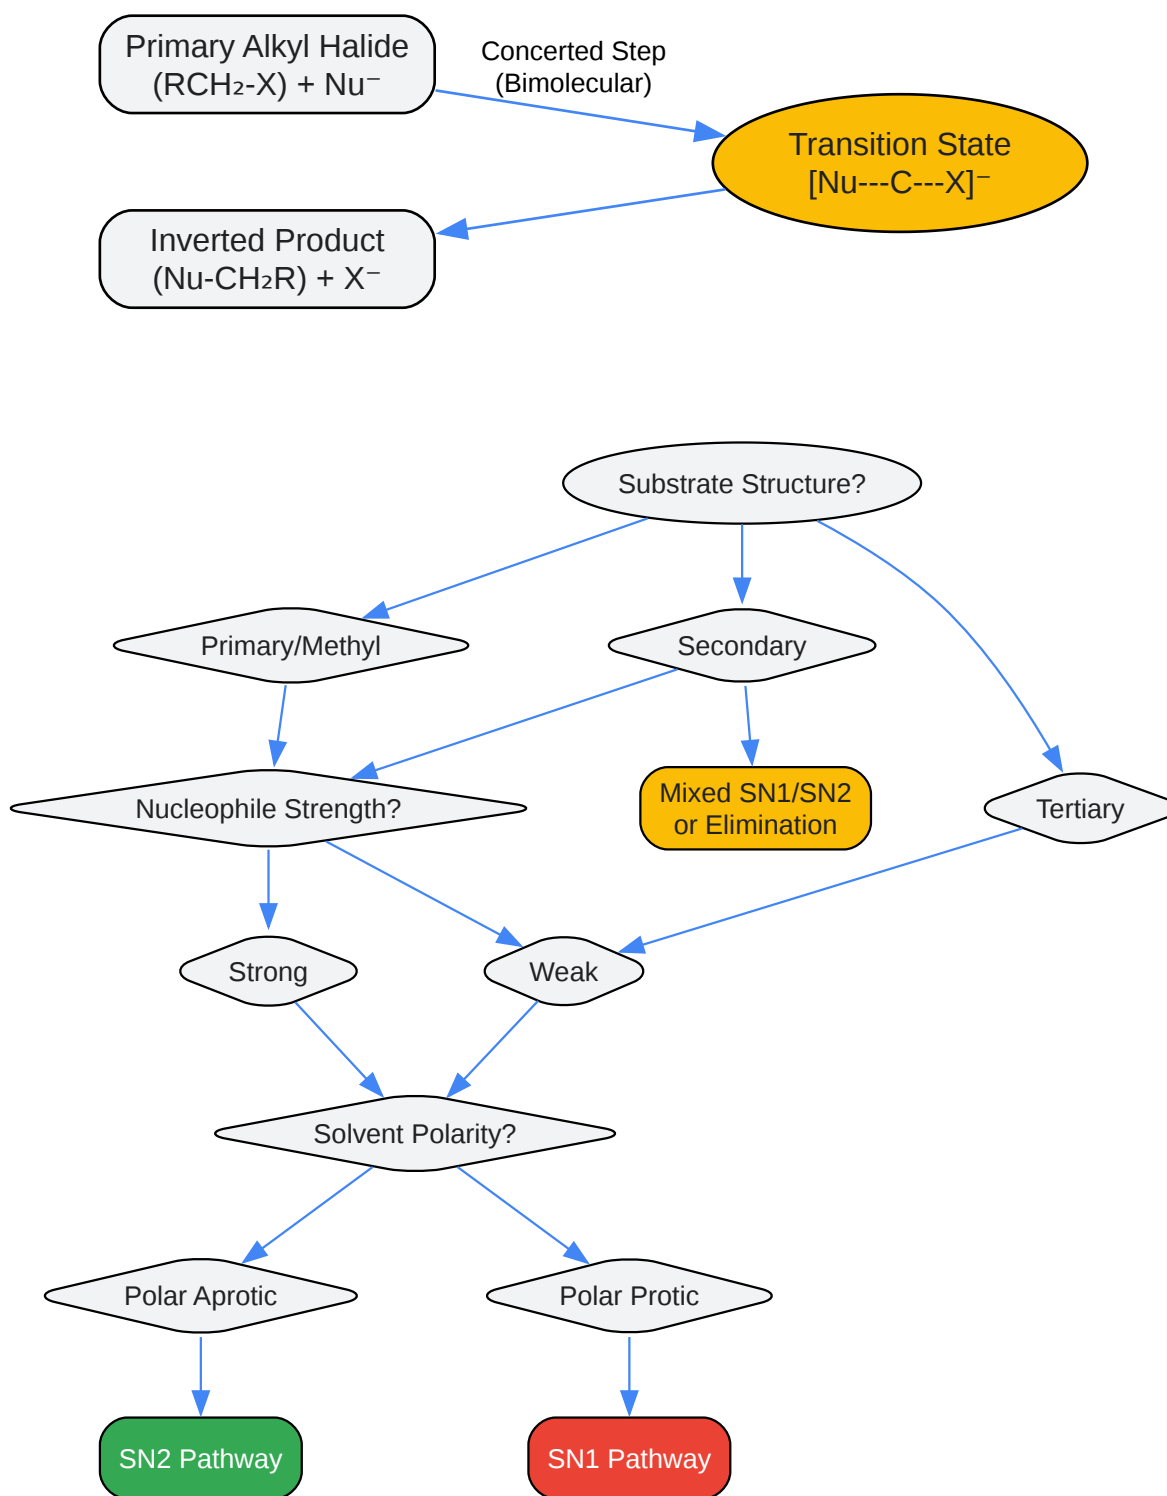 Primary Alkyl Halide
(RCH₂-X) + Nu⁻
Concerted Step
(Bimolecular)
Transition State
[Nu---C---X]⁻
Inverted Product
(Nu-CH₂R) + X⁻
Substrate Structure?
Primary/Methyl
Secondary
Nucleophile Strength?
Mixed SN1/SN2
or Elimination
Tertiary
Strong
Weak
Solvent Polarity?
Polar Aprotic
Polar Protic
SN2 Pathway
SN1 Pathway